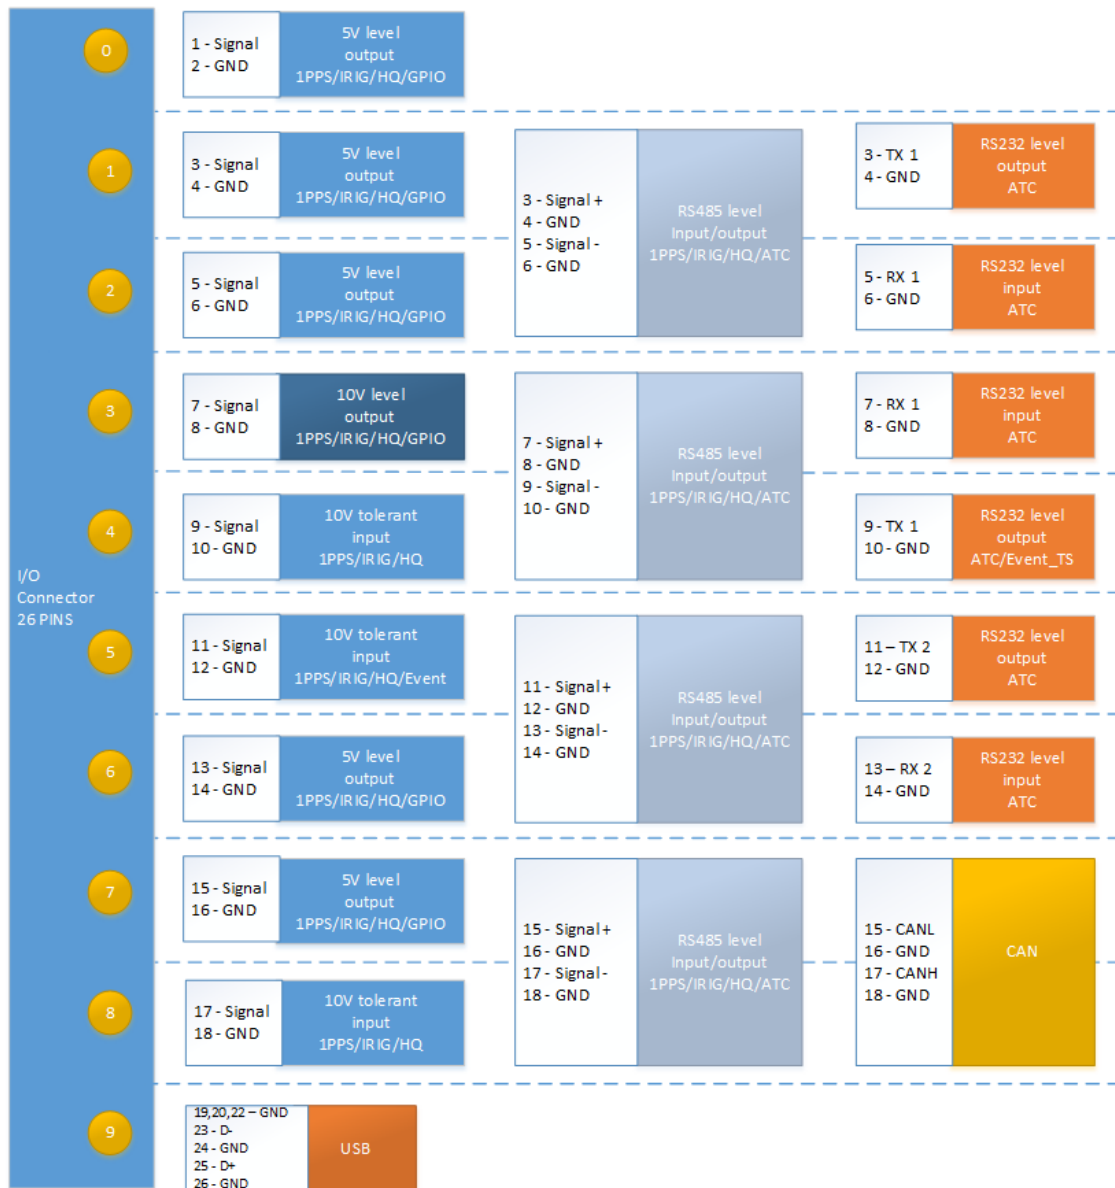 0
1 - Signal
2 - GND
5V level
output
1PPS/IRIG/HQ/GPIO
1
3 - Signal
4 - GND
5V level
output
1PPS/IRIG/HQ/GPIO
3 - Signal +
4 - GND
5 - Signal -
6 - GND
RS485 level
Input/output
1PPS/IRIG/HQ/ATC
3 - TX 1
4 - GND
RS232 level
output
ATC
2
5 - Signal
6 - GND
5V level
output
1PPS/IRIG/HQ/GPIO
5 - RX 1
6 - GND
RS232 level
input
ATC
3
7 - Signal
8 - GND
10V level
output
1PPS/IRIG/HQ/GPIO
7 - Signal +
8 - GND
9 - Signal -
10 - GND
RS485 level
Input/output
1PPS/IRIG/HQ/ATC
7 - RX 1
8 - GND
RS232 level
input
ATC
4
9 - Signal
10 - GND
10V tolerant
input
1PPS/IRIG/HQ
9 - TX 1
10 - GND
RS232 level
output
ATC/Event_TS
I/O
Connector
26 PINS
5
11 - Signal
12 - GND
10V tolerant
input
1PPS/IRIG/HQ/Event
11 - Signal +
12 - GND
13 - Signal -
14 - GND
RS485 level
Input/output
1PPS/IRIG/HQ/ATC
11 – TX 2
12 - GND
RS232 level
output
ATC
6
13 - Signal
14 - GND
5V level
output
1PPS/IRIG/HQ/GPIO
13 – RX 2
14 - GND
RS232 level
input
ATC
7
15 - Signal
16 - GND
5V level
output
1PPS/IRIG/HQ/GPIO
15 - Signal +
16 - GND
17 - Signal -
18 - GND
RS485 level
Input/output
1PPS/IRIG/HQ/ATC
15 - CANL
16 - GND
17 - CANH
18 - GND
CAN
8
17 - Signal
18 - GND
10V tolerant
input
1PPS/IRIG/HQ
9
19,20,22 – GND
23 - D-
24 - GND
25 - D+
26 - GND
USB